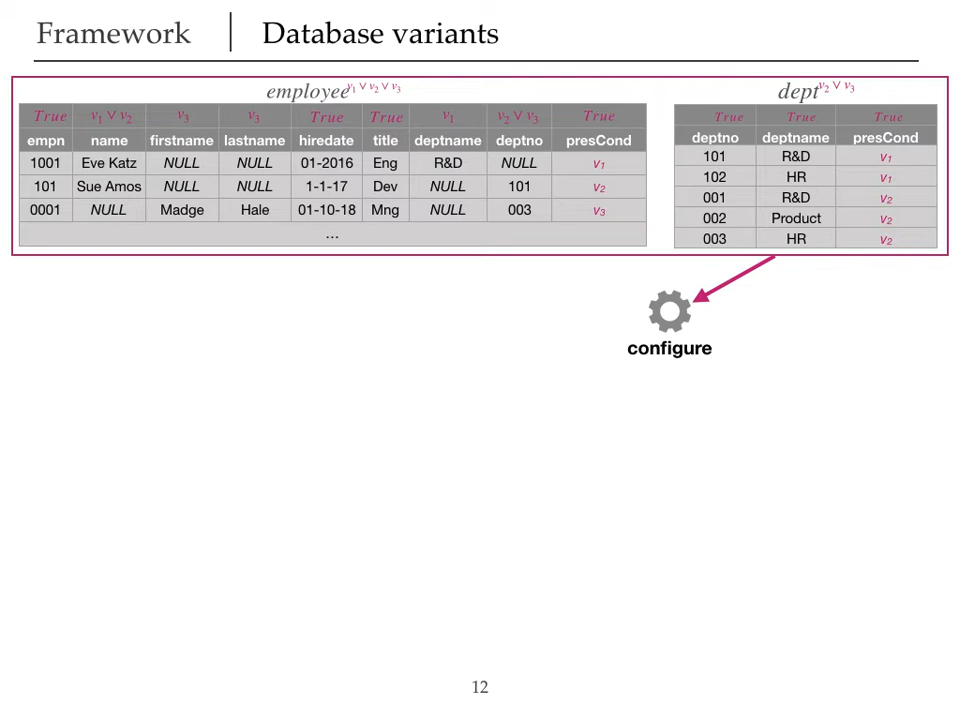 Framework | Database variants
employee^{v₁ ∨ v₂ ∨ v₃}
True v₁ ∨ v₂ v₃ v₃ True True v₁ v₂ ∨ v₃ True
empn name firstname lastname hiredate title deptname deptno presCond
1001 Eve Katz NULL NULL 01-2016 Eng R&D NULL v₁
101 Sue Amos NULL NULL 1-1-17 Dev NULL 101 v₂
0001 NULL Madge Hale 01-10-18 Mng NULL 003 v₃
...
dept^{v₂ ∨ v₃}
True True True
deptno deptname presCond
101 R&D v₁
102 HR v₁
001 R&D v₂
002 Product v₂
003 HR v₂
configure
12